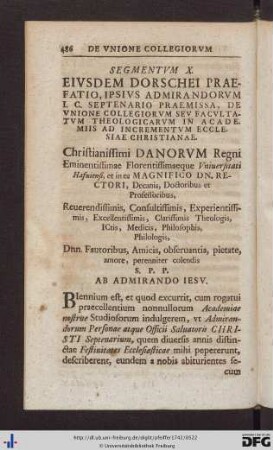 486 DE VNIONE COLLEGIORVM
SEGMENTVM X.
EIVSDEM DORSCHEI PRAE-
FATIO, IPSIVS ADMIRANDORVM
I. C. SEPTENARIO PRAEMISSA, DE
VNIONE COLLEGIORVM SEV FACVLTA-
TVM THEOLOGICARVM IN ACADE-
MIIS AD INCREMENTVM ECCLE-
SIAE CHRISTIANAE.
Christianissimi DANORVM Regni
Eminentissimae Florentissimaeque Vniuersitati
Hafniensi, et in ea MAGNIFICO DN. RE-
CTORI, Decanis, Doctoribus et
Professoribus,
Reuerendissimis, Consultissimis, Experientissi-
mis, Excellentissimis, Clarissimis Theologis,
ICtis, Medicis, Philosophis,
Philologis,
Dnn. Fautoribus, Amicis, obseruantia, pietate,
amore, perenniter colendis
S. P. P.
AB ADMIRANDO IESV.
Biennium est, et quod excurrit, cum rogatui
praecellentium nonnullorum Academiae
nostrae Studiosorum indulgerem, vt Admiran-
dorum Personae atque Officii Saluatoris CHRI-
STI Septenarium, quem diuersis annis distin-
ctae Festiuitates Ecclesiasticae mihi pepererunt,
describerent, eundem a nobis abiturientes se-
cum
http://dl.ub.uni-freiburg.de/diglit/pfeiffer1742/0522
© Universitätsbibliothek Freiburg